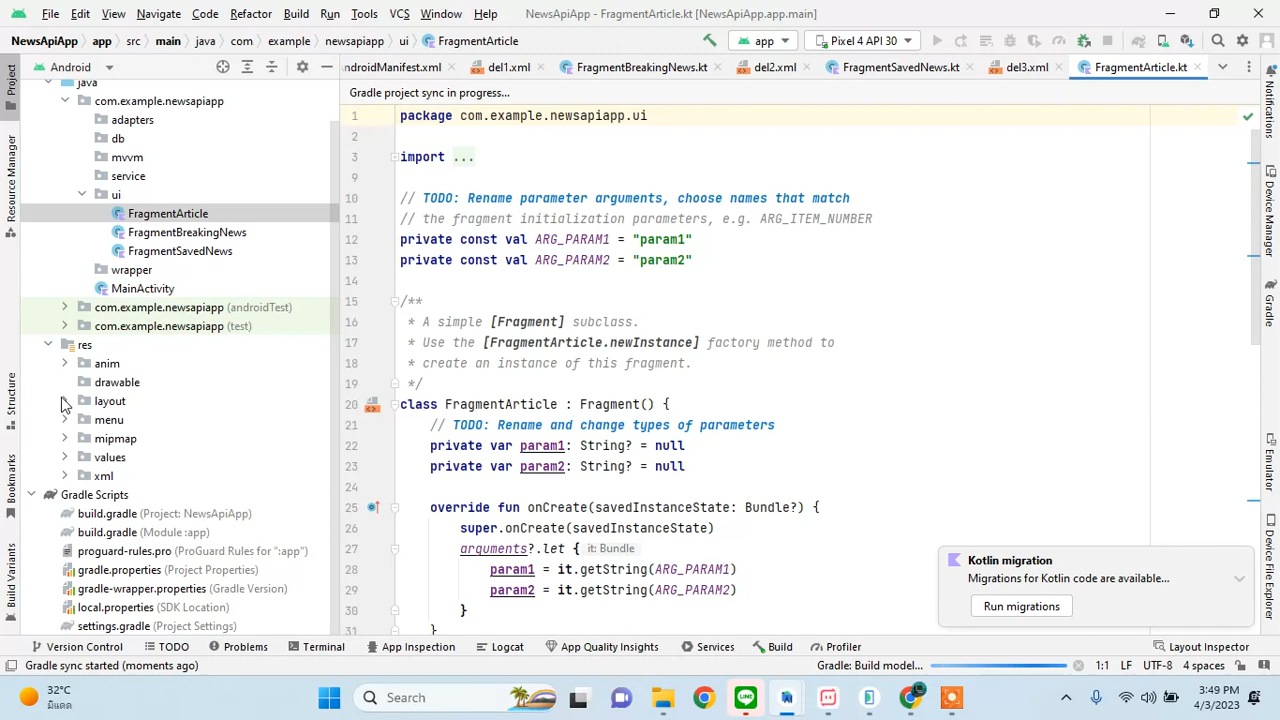 File Edit View Navigate Code Refactor Build Run Tools VCS Window Help NewsApiApp - FragmentArticle.kt [NewsApiApp.app.main]
NewsApiApp app src main java com example newsapiapp ui FragmentArticle app Pixel 4 API 30
Android
ndroidManifest.xml del1.xml FragmentBreakingNews.kt del2.xml FragmentSavedNews.kt del3.xml FragmentArticle.kt
Gradle project sync in progress...
Project
Resource Manager
Structure
Bookmarks
Build Variants
java
com.example.newsapiapp
adapters
db
mvvm
service
ui
FragmentArticle
FragmentBreakingNews
FragmentSavedNews
wrapper
MainActivity
com.example.newsapiapp (androidTest)
com.example.newsapiapp (test)
res
anim
drawable
layout
menu
mipmap
values
xml
Gradle Scripts
build.gradle (Project: NewsApiApp)
build.gradle (Module :app)
proguard-rules.pro (ProGuard Rules for ":app")
gradle.properties (Project Properties)
gradle-wrapper.properties (Gradle Version)
local.properties (SDK Location)
settings.gradle (Project Settings)
1 package com.example.newsapiapp.ui
2
3 import ...
9
10 // TODO: Rename parameter arguments, choose names that match
11 // the fragment initialization parameters, e.g. ARG_ITEM_NUMBER
12 private const val ARG_PARAM1 = "param1"
13 private const val ARG_PARAM2 = "param2"
14
15 /**
16 * A simple [Fragment] subclass.
17 * Use the [FragmentArticle.newInstance] factory method to
18 * create an instance of this fragment.
19 */
20 class FragmentArticle : Fragment() {
21 // TODO: Rename and change types of parameters
22 private var param1: String? = null
23 private var param2: String? = null
24
25 override fun onCreate(savedInstanceState: Bundle?) {
26 super.onCreate(savedInstanceState)
27 arguments?.let { it: Bundle
28 param1 = it.getString(ARG_PARAM1)
29 param2 = it.getString(ARG_PARAM2)
30 }
31 }
Notifications
Device Manager
Gradle
Emulator
Device File Explorer
Kotlin migration
Migrations for Kotlin code are available...
Run migrations
Version Control TODO Problems Terminal App Inspection Logcat App Quality Insights Services Build Profiler Layout Inspector
Gradle sync started (moments ago) Gradle: Build model... 1:1 LF UTF-8 4 spaces
32°C
มีแดด
Search
LINE
3:49 PM
4/3/2023